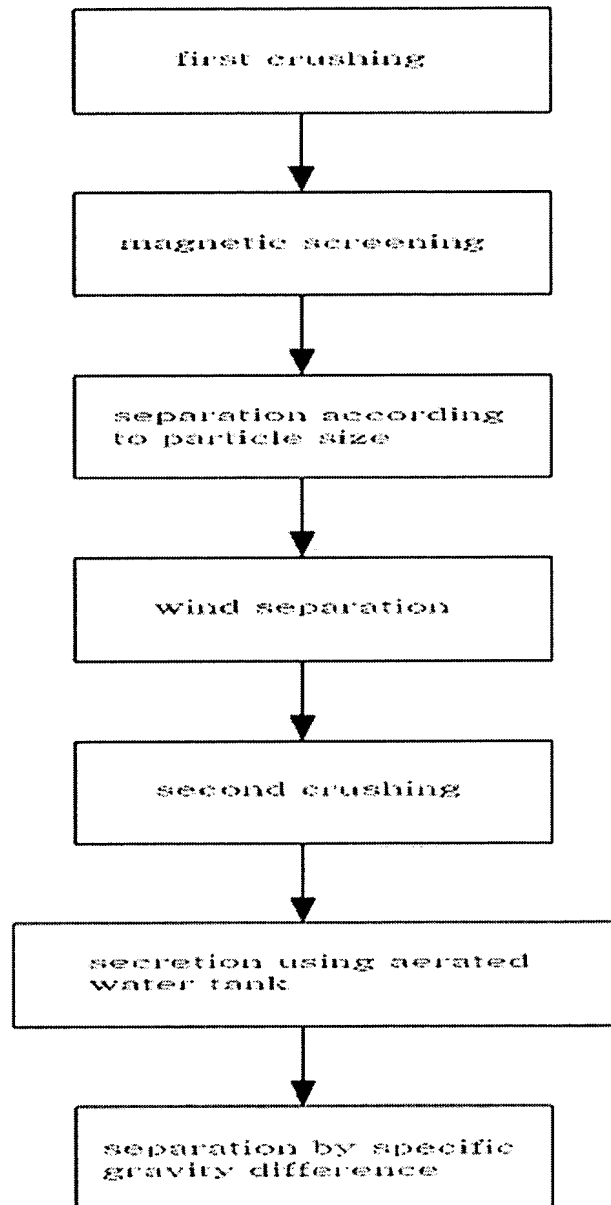 first crushing
magnetic screening
separation according
to particle size
wind separation
second crushing
secretion using aerated
water tank
separation by specific
gravity difference